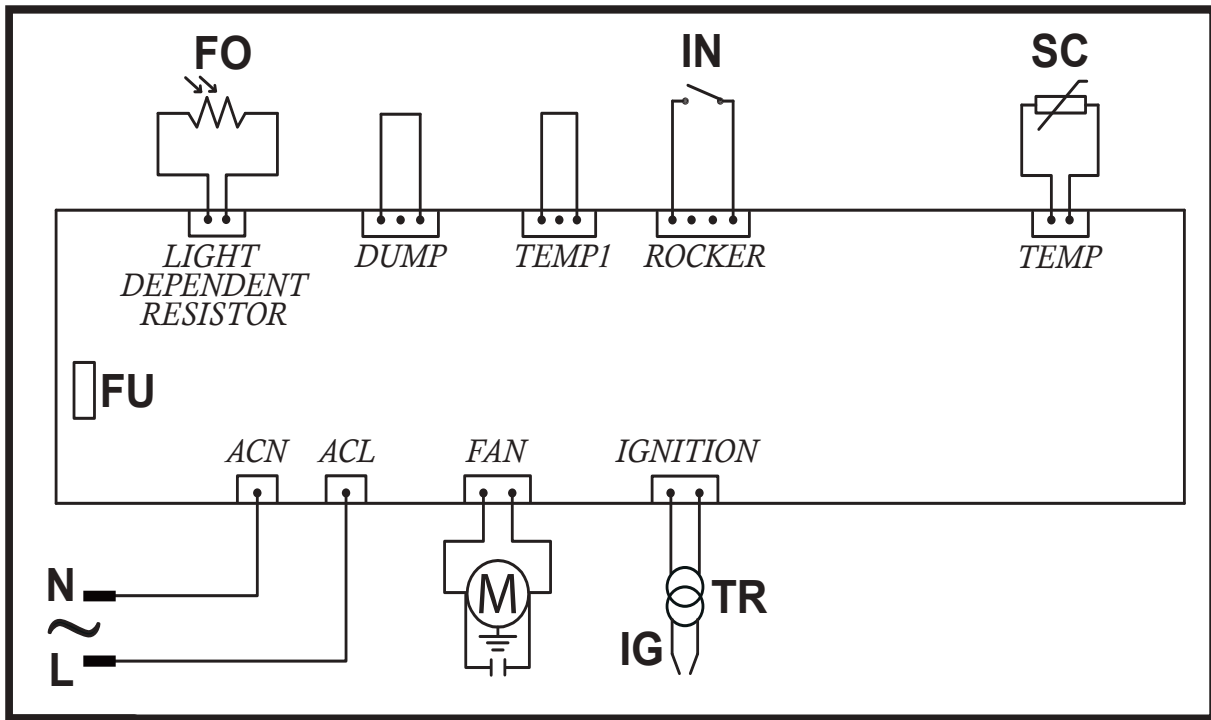 FO
IN
SC
LIGHT
DEPENDENT
RESISTOR
DUMP
TEMP1
ROCKER
TEMP
FU
ACN
ACL
FAN
IGNITION
N
~
L
M
TR
IG